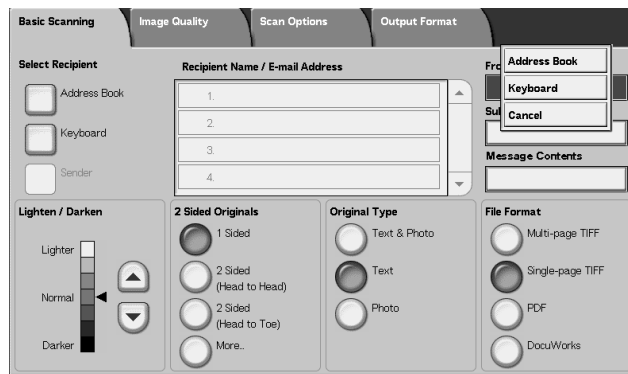 Basic Scanning
Image Quality
Scan Options
Output Format
Select Recipient
Address Book
Keyboard
Sender
Recipient Name / E-mail Address
1.
2.
3.
4.
Fro
Address Book
Keyboard
Cancel
Sub
Message Contents
Lighten / Darken
Lighter
Normal
Darker
2 Sided Originals
1 Sided
2 Sided
(Head to Head)
2 Sided
(Head to Toe)
More...
Original Type
Text & Photo
Text
Photo
File Format
Multi-page TIFF
Single-page TIFF
PDF
DocuWorks